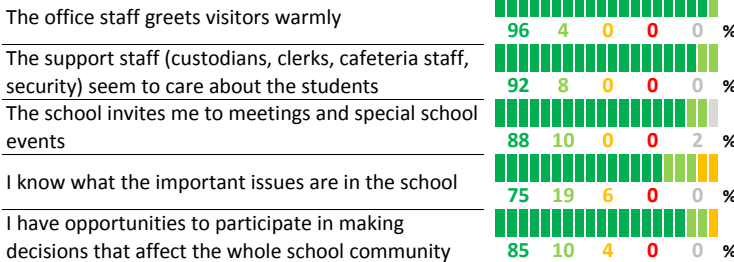 The office staff greets visitors warmly
96 4 0 0 0 %
The support staff (custodians, clerks, cafeteria staff,
security) seem to care about the students
92 8 0 0 0 %
The school invites me to meetings and special school
events
88 10 0 0 2 %
I know what the important issues are in the school
75 19 6 0 0 %
I have opportunities to participate in making
decisions that affect the whole school community
85 10 4 0 0 %